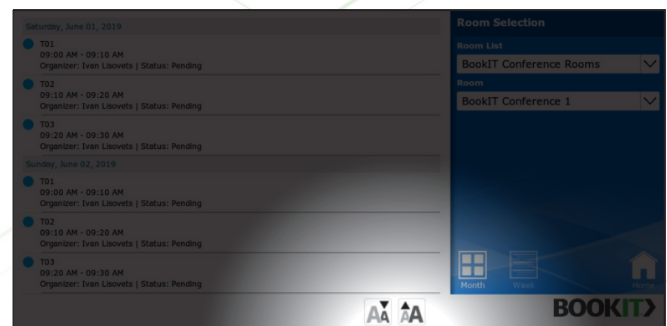 Saturday, June 01, 2019
T01
09:00 AM - 09:10 AM
Organizer: Ivan Lisovets | Status: Pending
T02
09:10 AM - 09:20 AM
Organizer: Ivan Lisovets | Status: Pending
T03
09:20 AM - 09:30 AM
Organizer: Ivan Lisovets | Status: Pending
Sunday, June 02, 2019
T01
09:00 AM - 09:10 AM
Organizer: Ivan Lisovets | Status: Pending
T02
09:10 AM - 09:20 AM
Organizer: Ivan Lisovets | Status: Pending
T03
09:20 AM - 09:30 AM
Organizer: Ivan Lisovets | Status: Pending
Room Selection
Room List
BookIT Conference Rooms
Room
BookIT Conference 1
Month Week Home
AA AA
BOOKIT